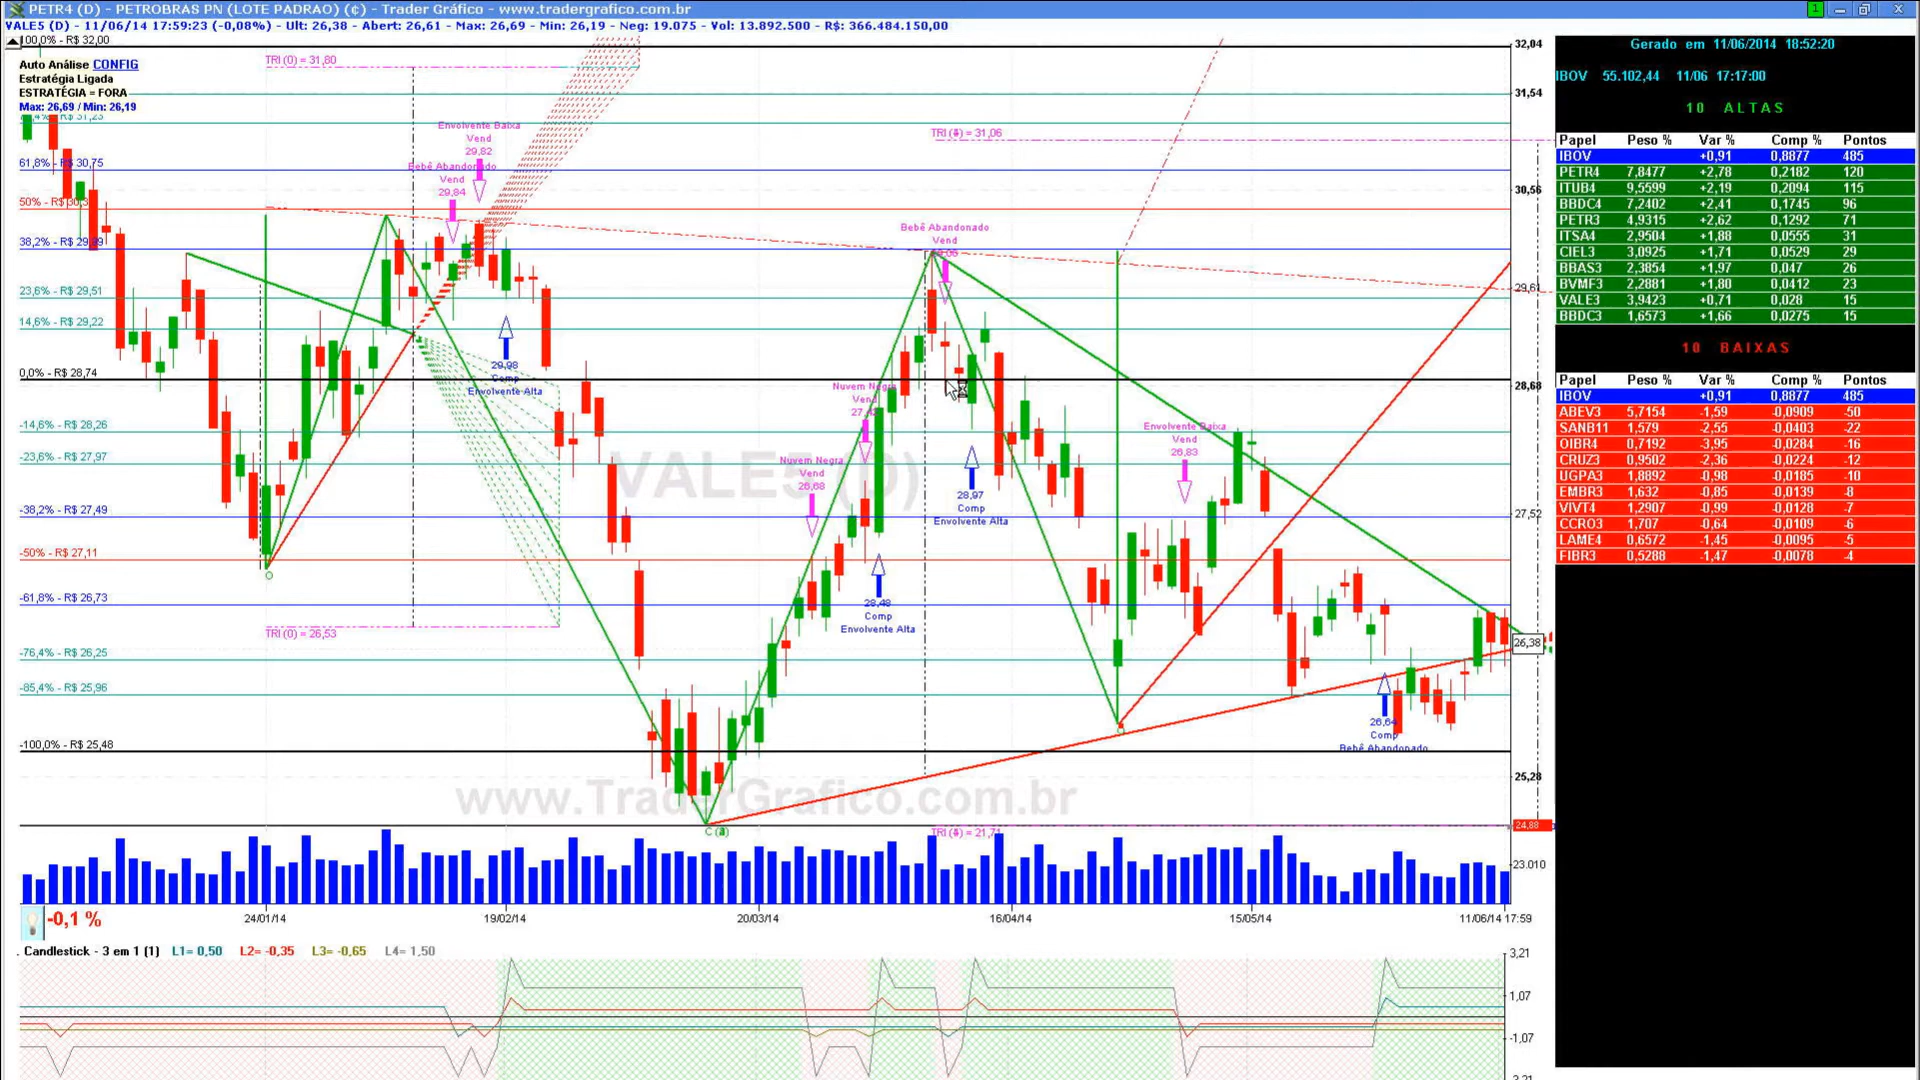 PETR4 (D) - PETROBRAS PN (LOTE PADRAO) (¢) - Trader Gráfico - www.tradergrafico.com.br
1
VALE5 (D) - 11/06/14 17:59:23 (-0,08%) - Ult: 26,38 - Abert: 26,61 - Max: 26,69 - Min: 26,19 - Neg: 19.075 - Vol: 13.892.500 - R$: 366.484.150,00
100,0% - R$ 32,00
Auto Análise CONFIG
Estratégia Ligada
ESTRATÉGIA = FORA
Max: 26,69 / Min: 26,19
61,8% - R$ 30,75
38,2% - R$ 29,99
23,6% - R$ 29,51
14,6% - R$ 29,22
0,0% - R$ 28,74
-14,6% - R$ 28,26
-23,6% - R$ 27,97
-38,2% - R$ 27,49
-50% - R$ 27,11
-61,8% - R$ 26,73
-76,4% - R$ 26,25
-85,4% - R$ 25,96
-100,0% - R$ 25,48
TRI (0) = 31,80
Envolvente Baixa
Vend
29,82
Bebê Abandonado
Vend
29,84
29,98
Comp
Envolvente Alta
TRI (0) = 26,53
Nuvem Negra
Vend
26,68
Nuvem Negra
Vend
28,48
Comp
Envolvente Alta
TRI (4) = 31,06
Bebê Abandonado
Vend
28,97
Comp
Envolvente Alta
Envolvente Baixa
Vend
26,83
26,64
Comp
Bebê Abandonado
VALE5 (D)
www.TraderGrafico.com.br
32,04
31,54
30,56
29,61
28,68
27,52
26,38
25,28
24,88
23.010
-0,1 %
24/01/14
19/02/14
20/03/14
16/04/14
15/05/14
11/06/14 17:59
Candlestick - 3 em 1 (1) L1= 0,50 L2= -0,35 L3= -0,65 L4= 1,50
3,21
1,07
-1,07
Gerado em 11/06/2014 18:52:20
IBOV 55.102,44 11/06 17:17:00
10 ALTAS
Papel Peso % Var % Comp % Pontos
IBOV +0,91 0,8877 485
PETR4 7,8477 +2,78 0,2182 120
ITUB4 9,5599 +2,19 0,2094 115
BBDC4 7,2402 +2,41 0,1745 96
PETR3 4,9315 +2,62 0,1292 71
ITSA4 2,9504 +1,88 0,0555 31
CIEL3 3,0925 +1,71 0,0529 29
BBAS3 2,3854 +1,97 0,047 26
BVMF3 2,2881 +1,80 0,0412 23
VALE3 3,9423 +0,71 0,028 15
BBDC3 1,6573 +1,66 0,0275 15
10 BAIXAS
Papel Peso % Var % Comp % Pontos
IBOV +0,91 0,8877 485
ABEV3 5,7154 -1,59 -0,0909 -50
SANB11 1,579 -2,55 -0,0403 -22
OIBR4 0,7192 -3,95 -0,0284 -16
CRUZ3 0,9502 -2,36 -0,0224 -12
UGPA3 1,8892 -0,98 -0,0185 -10
EMBR3 1,632 -0,85 -0,0139 -8
VIVT4 1,2907 -0,99 -0,0128 -7
CCRO3 1,707 -0,64 -0,0109 -6
LAME4 0,6572 -1,45 -0,0095 -5
FIBR3 0,5288 -1,47 -0,0078 -4